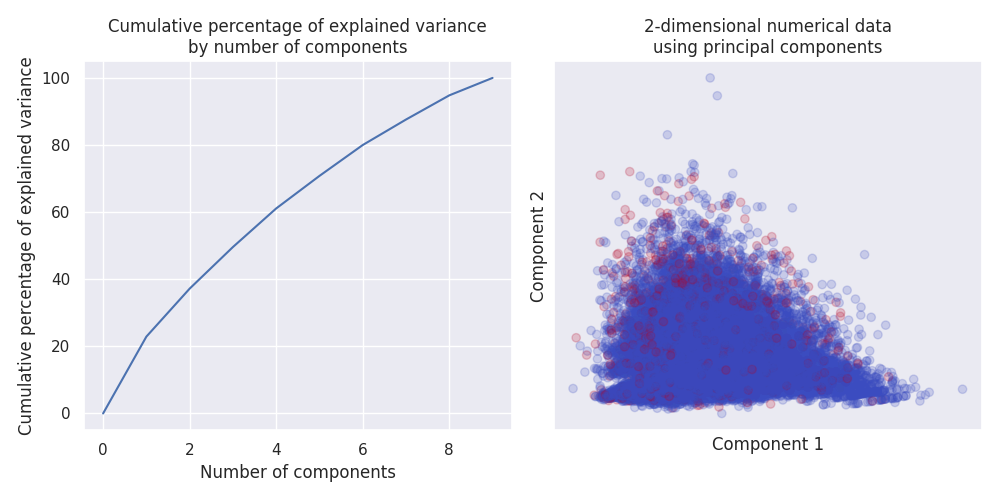 Cumulative percentage of explained variance
by number of components
Cumulative percentage of explained variance
100
80
60
40
20
0
0 2 4 6 8
Number of components
2-dimensional numerical data
using principal components
Component 2
Component 1